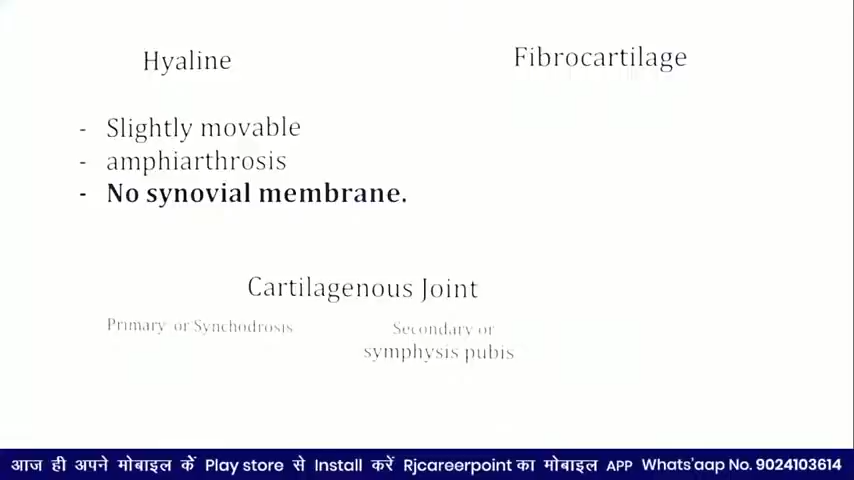 Hyaline
Fibrocartilage
- Slightly movable
- amphiarthrosis
- No synovial membrane.
Cartilagenous Joint
Primary or Synchodrosis
Secondary or
symphysis pubis
आज ही अपने मोबाइल कें Play store से Install करें Rjcareerpoint का मोबाइल APP Whats'aap No. 9024103614